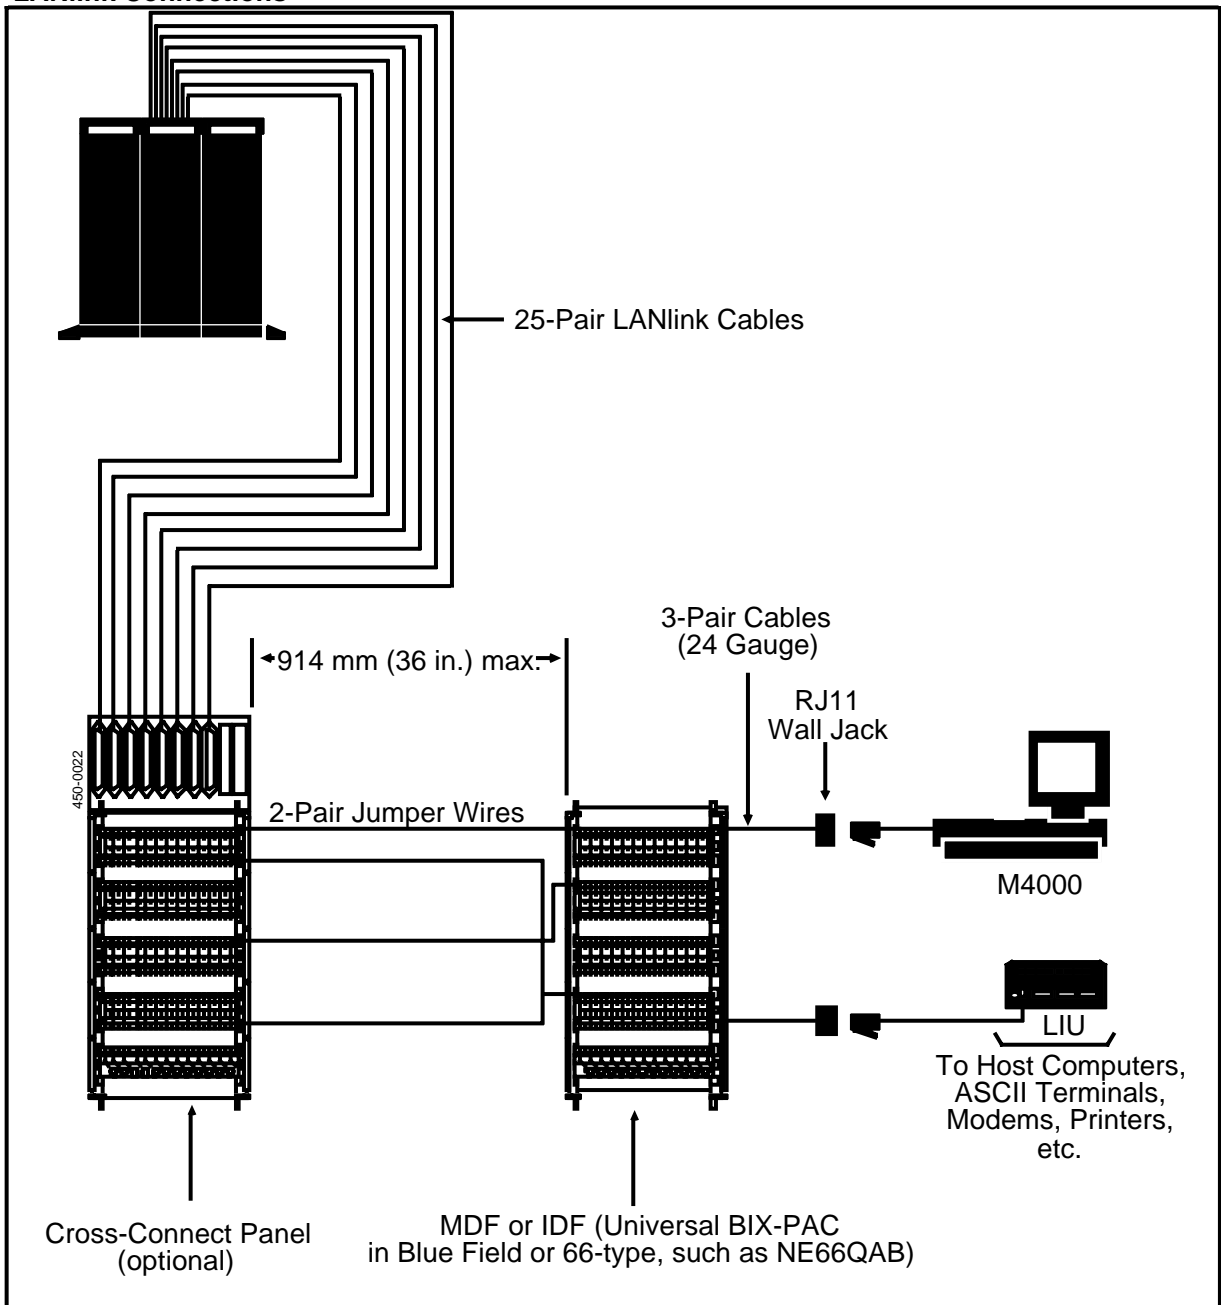 LANlink Connections
25-Pair LANlink Cables
3-Pair Cables
(24 Gauge)
914 mm (36 in.) max.
RJ11
Wall Jack
450-0022
2-Pair Jumper Wires
M4000
LIU
To Host Computers,
ASCII Terminals,
Modems, Printers,
etc.
Cross-Connect Panel
(optional)
MDF or IDF (Universal BIX-PAC
in Blue Field or 66-type, such as NE66QAB)